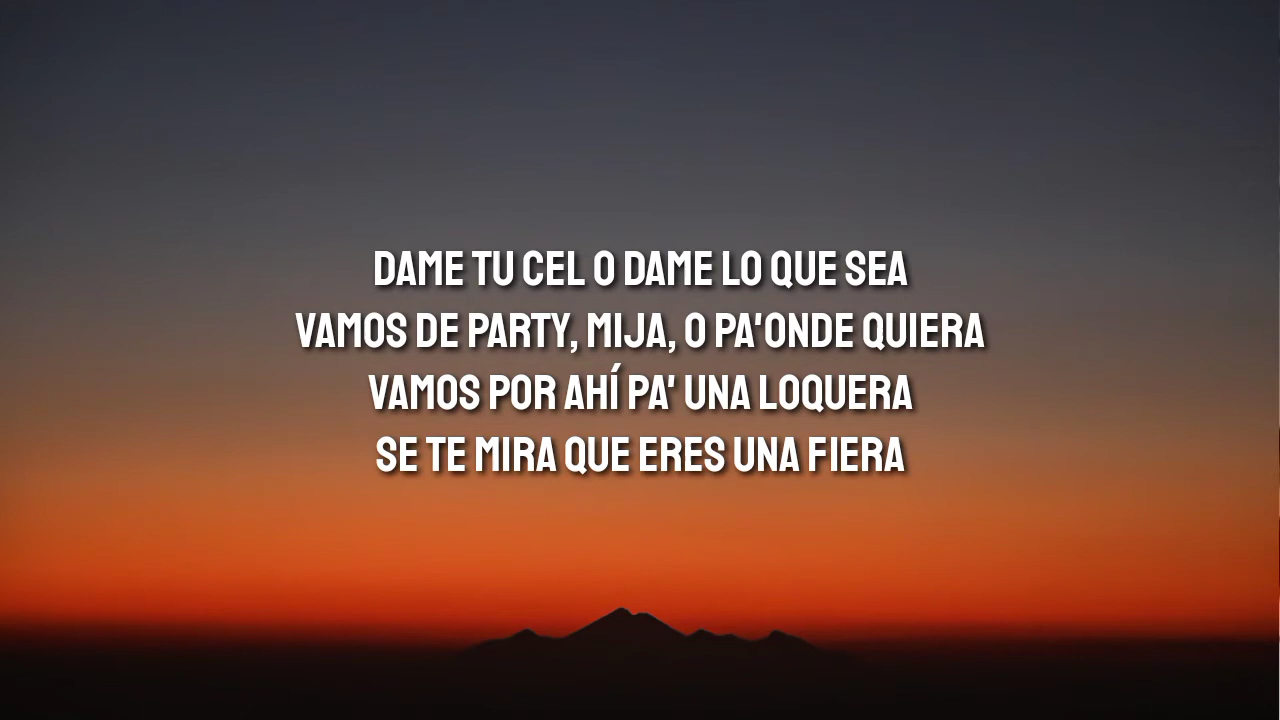 DAME TU CEL O DAME LO QUE SEA
VAMOS DE PARTY, MIJA, O PA'ONDE QUIERA
VAMOS POR AHÍ PA' UNA LOQUERA
SE TE MIRA QUE ERES UNA FIERA